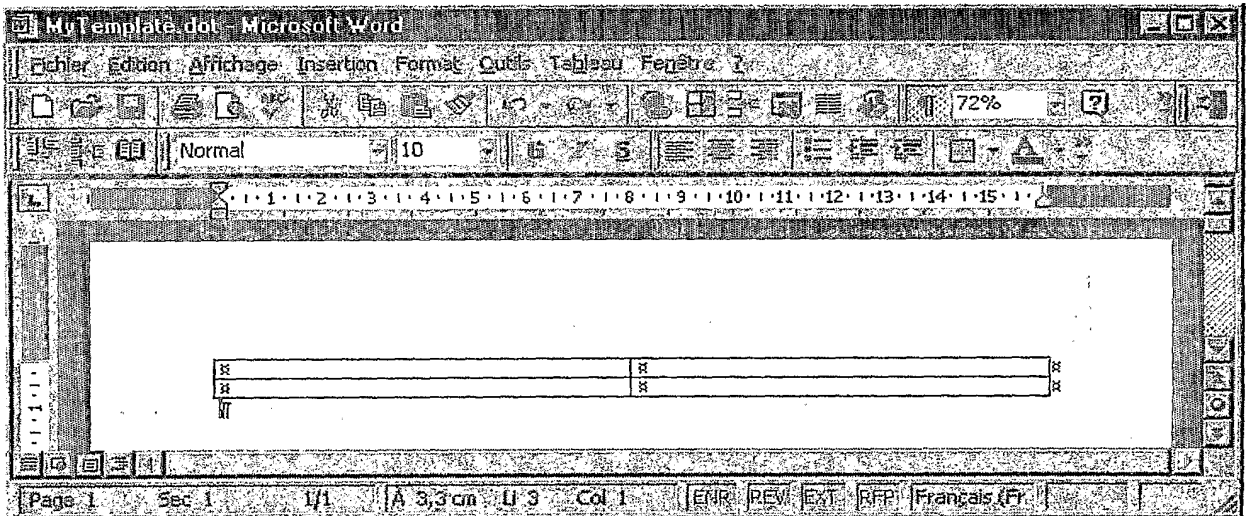 MyTemplate.dot - Microsoft Word
Fichier Edition Affichage Insertion Format Outils Tableau Fenêtre ?
¶ 72%
Normal 10 G I S A
1 2 3 4 5 6 7 8 9 10 11 12 13 14 15
¤ ¤ ¤
¤ ¤ ¤
¶
1
Page 1 Sec 1 1/1 À 3,3 cm Li 3 Col 1 ENR REV EXT RFP Français (Fr